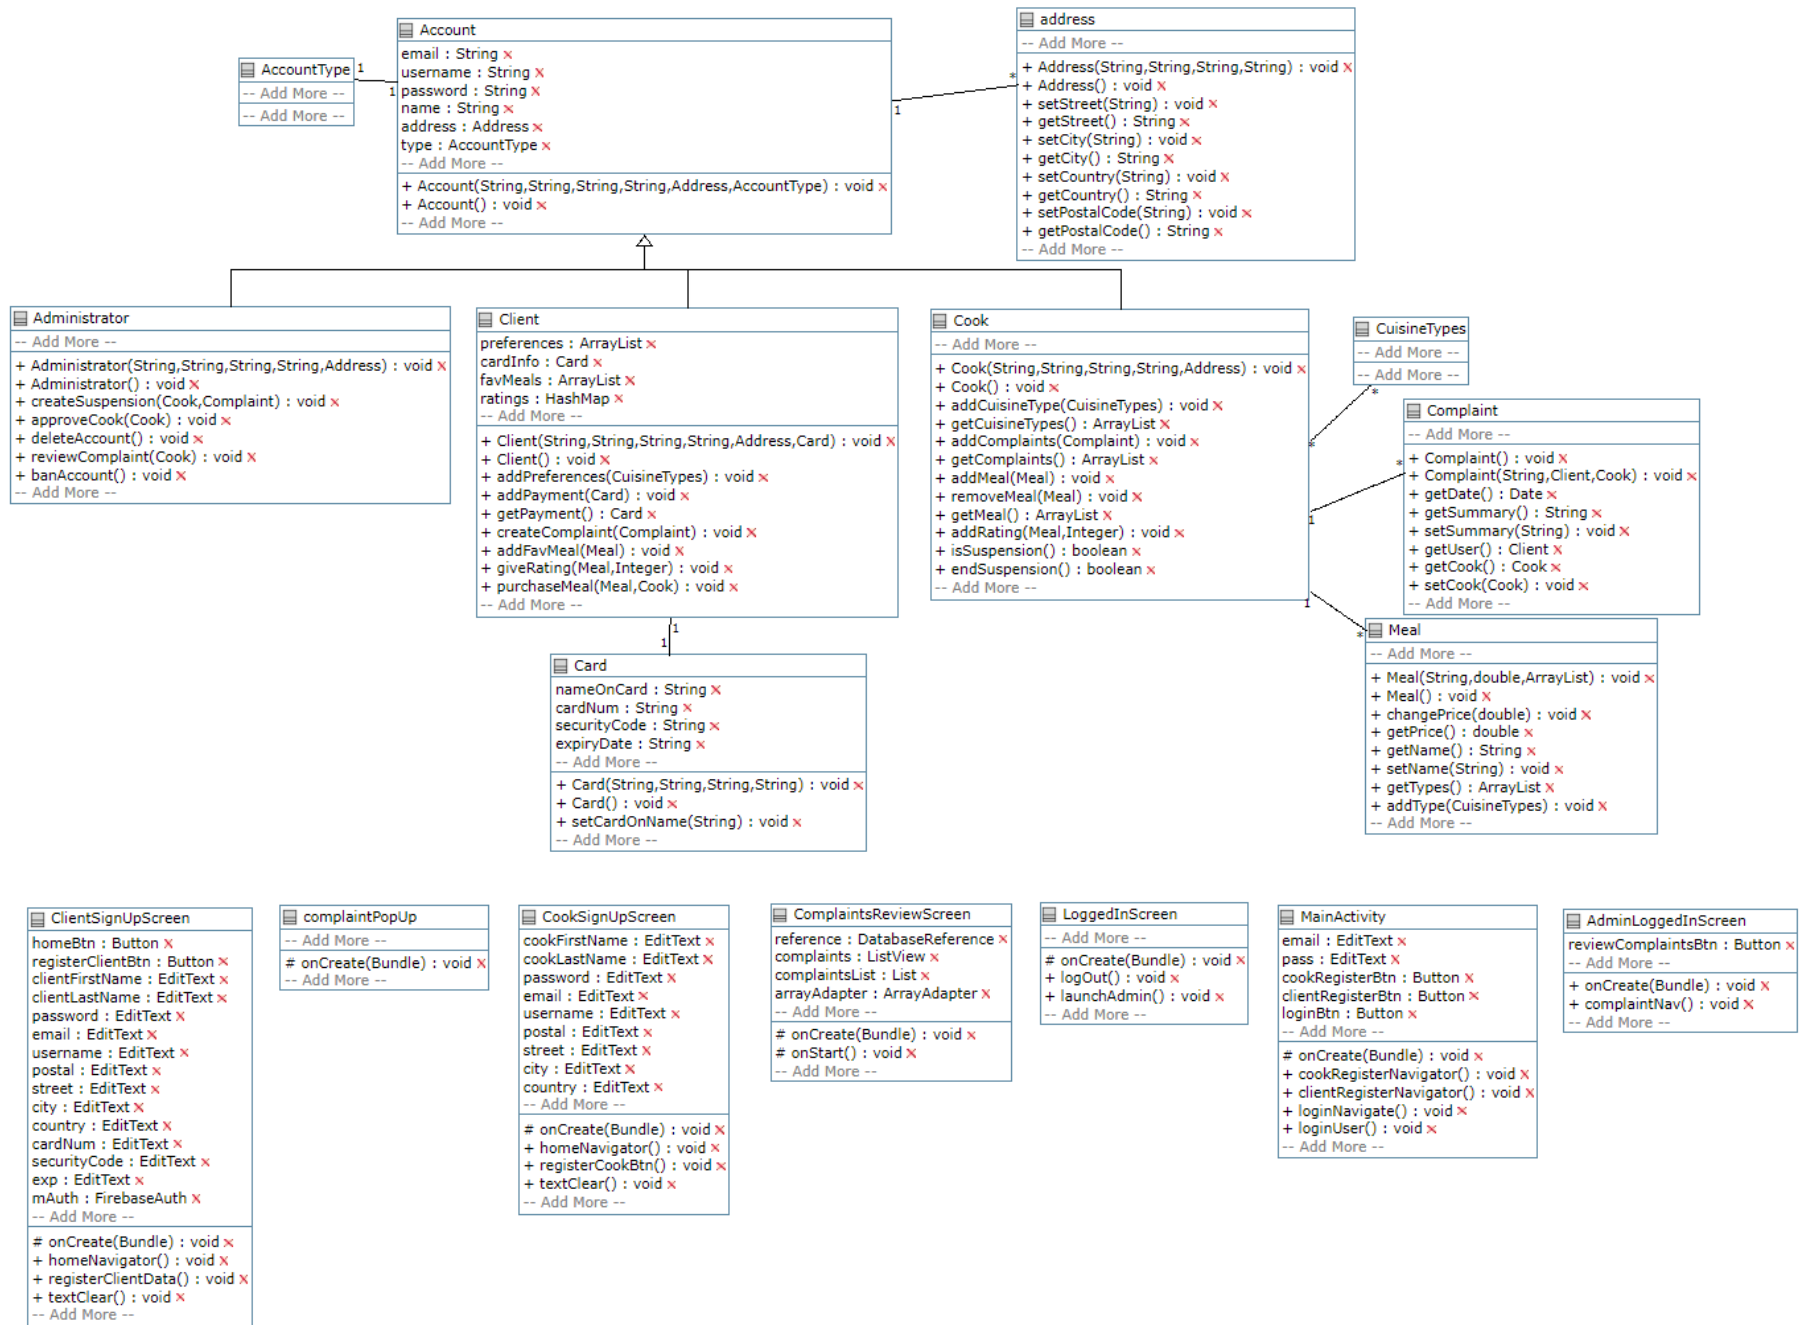 AccountType
-- Add More --
-- Add More --
1
1
Account
email : String x
username : String x
password : String x
name : String x
address : Address x
type : AccountType x
-- Add More --
+ Account(String,String,String,String,Address,AccountType) : void x
+ Account() : void x
-- Add More --
1
*
address
-- Add More --
+ Address(String,String,String,String) : void x
+ Address() : void x
+ setStreet(String) : void x
+ getStreet() : String x
+ setCity(String) : void x
+ getCity() : String x
+ setCountry(String) : void x
+ getCountry() : String x
+ setPostalCode(String) : void x
+ getPostalCode() : String x
-- Add More --
Administrator
-- Add More --
+ Administrator(String,String,String,String,Address) : void x
+ Administrator() : void x
+ createSuspension(Cook,Complaint) : void x
+ approveCook(Cook) : void x
+ deleteAccount() : void x
+ reviewComplaint(Cook) : void x
+ banAccount() : void x
-- Add More --
Client
preferences : ArrayList x
cardInfo : Card x
favMeals : ArrayList x
ratings : HashMap x
-- Add More --
+ Client(String,String,String,String,Address,Card) : void x
+ Client() : void x
+ addPreferences(CuisineTypes) : void x
+ addPayment(Card) : void x
+ getPayment() : Card x
+ createComplaint(Complaint) : void x
+ addFavMeal(Meal) : void x
+ giveRating(Meal,Integer) : void x
+ purchaseMeal(Meal,Cook) : void x
-- Add More --
1
1
Cook
-- Add More --
+ Cook(String,String,String,String,Address) : void x
+ Cook() : void x
+ addCuisineType(CuisineTypes) : void x
+ getCuisineTypes() : ArrayList x
+ addComplaints(Complaint) : void x
+ getComplaints() : ArrayList x
+ addMeal(Meal) : void x
+ removeMeal(Meal) : void x
+ getMeal() : ArrayList x
+ addRating(Meal,Integer) : void x
+ isSuspension() : boolean x
+ endSuspension() : boolean x
-- Add More --
*
*
1
*
1
*
CuisineTypes
-- Add More --
-- Add More --
Complaint
-- Add More --
+ Complaint() : void x
+ Complaint(String,Client,Cook) : void x
+ getDate() : Date x
+ getSummary() : String x
+ setSummary(String) : void x
+ getUser() : Client x
+ getCook() : Cook x
+ setCook(Cook) : void x
-- Add More --
Meal
-- Add More --
+ Meal(String,double,ArrayList) : void x
+ Meal() : void x
+ changePrice(double) : void x
+ getPrice() : double x
+ getName() : String x
+ setName(String) : void x
+ getTypes() : ArrayList x
+ addType(CuisineTypes) : void x
-- Add More --
Card
nameOnCard : String x
cardNum : String x
securityCode : String x
expiryDate : String x
-- Add More --
+ Card(String,String,String,String) : void x
+ Card() : void x
+ setCardOnName(String) : void x
-- Add More --
ClientSignUpScreen
homeBtn : Button x
registerClientBtn : Button x
clientFirstName : EditText x
clientLastName : EditText x
password : EditText x
email : EditText x
username : EditText x
postal : EditText x
street : EditText x
city : EditText x
country : EditText x
cardNum : EditText x
securityCode : EditText x
exp : EditText x
mAuth : FirebaseAuth x
-- Add More --
# onCreate(Bundle) : void x
+ homeNavigator() : void x
+ registerClientData() : void x
+ textClear() : void x
-- Add More --
complaintPopUp
-- Add More --
# onCreate(Bundle) : void x
-- Add More --
CookSignUpScreen
cookFirstName : EditText x
cookLastName : EditText x
password : EditText x
email : EditText x
username : EditText x
postal : EditText x
street : EditText x
city : EditText x
country : EditText x
-- Add More --
# onCreate(Bundle) : void x
+ homeNavigator() : void x
+ registerCookBtn() : void x
+ textClear() : void x
-- Add More --
ComplaintsReviewScreen
reference : DatabaseReference x
complaints : ListView x
complaintsList : List x
arrayAdapter : ArrayAdapter x
-- Add More --
# onCreate(Bundle) : void x
# onStart() : void x
-- Add More --
LoggedInScreen
-- Add More --
# onCreate(Bundle) : void x
+ logOut() : void x
+ launchAdmin() : void x
-- Add More --
MainActivity
email : EditText x
pass : EditText x
cookRegisterBtn : Button x
clientRegisterBtn : Button x
loginBtn : Button x
-- Add More --
# onCreate(Bundle) : void x
+ cookRegisterNavigator() : void x
+ clientRegisterNavigator() : void x
+ loginNavigate() : void x
+ loginUser() : void x
-- Add More --
AdminLoggedInScreen
reviewComplaintsBtn : Button x
-- Add More --
+ onCreate(Bundle) : void x
+ complaintNav() : void x
-- Add More --